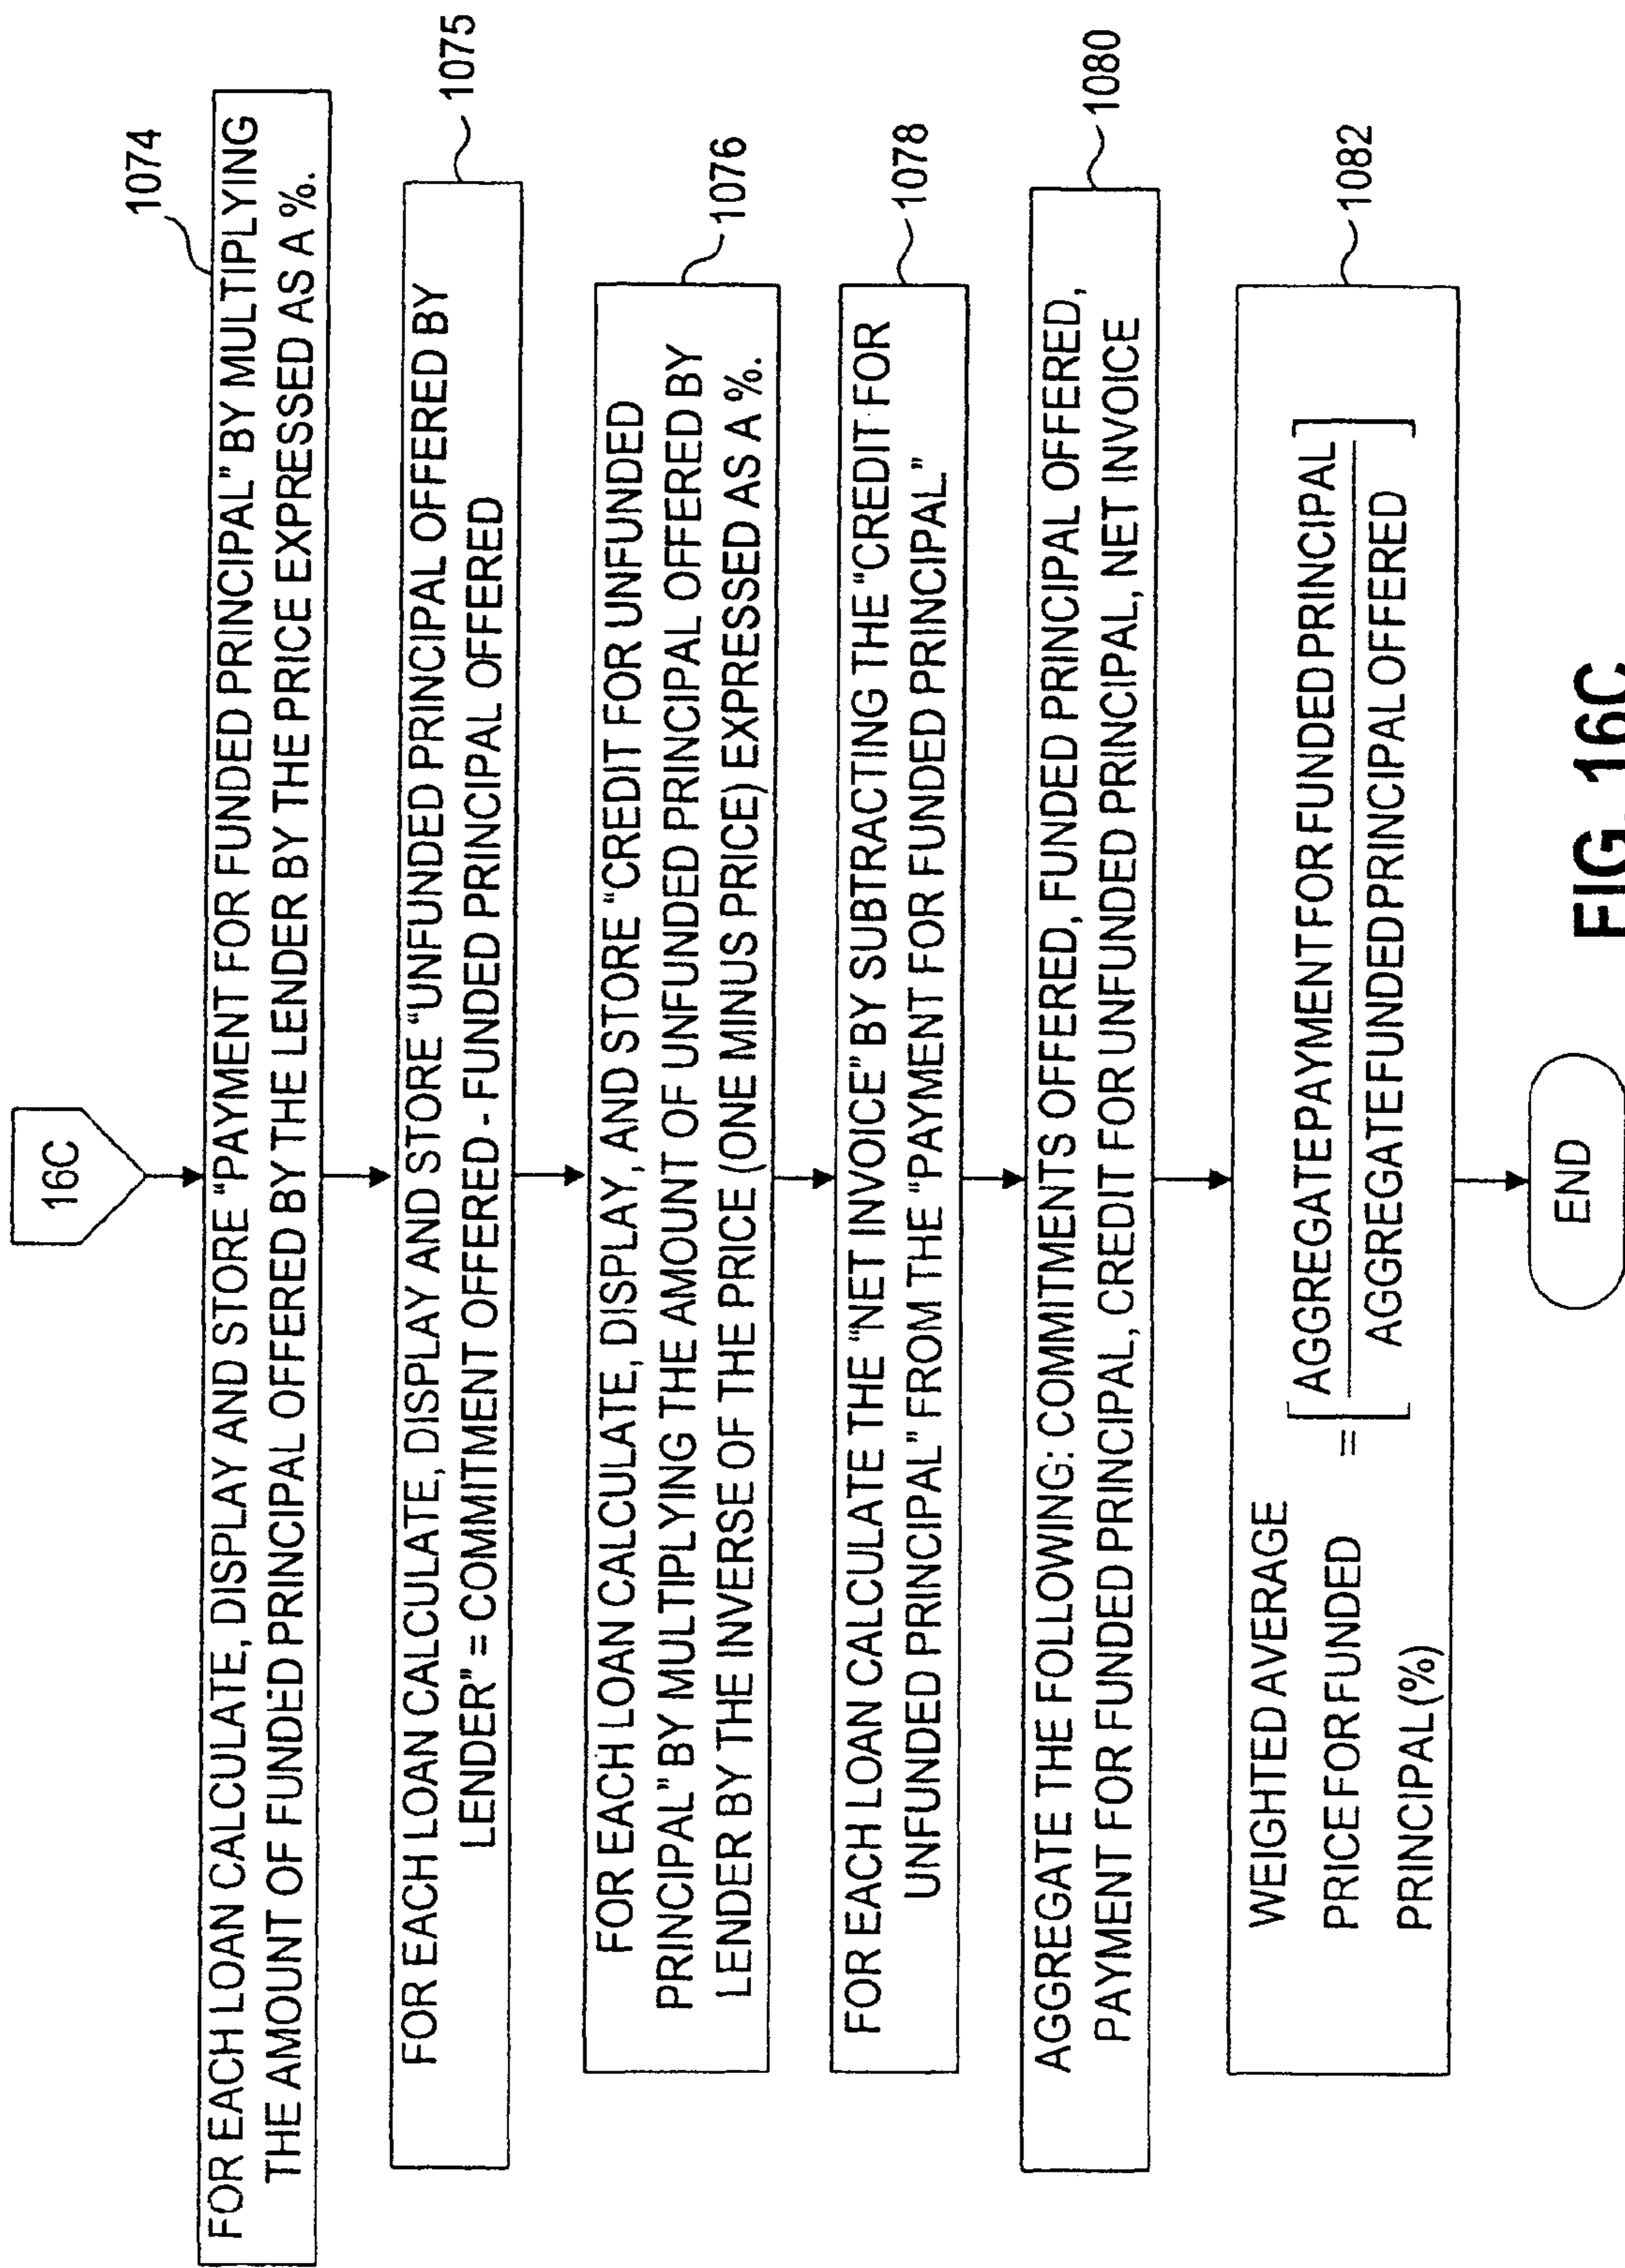 16C
1074
FOR EACH LOAN CALCULATE, DISPLAY AND STORE “PAYMENT FOR FUNDED PRINCIPAL” BY MULTIPLYING
THE AMOUNT OF FUNDED PRINCIPAL OFFERED BY THE LENDER BY THE PRICE EXPRESSED AS A %.
1075
FOR EACH LOAN CALCULATE, DISPLAY AND STORE “UNFUNDED PRINCIPAL OFFERED BY
LENDER” = COMMITMENT OFFERED - FUNDED PRINCIPAL OFFERED
1076
FOR EACH LOAN CALCULATE, DISPLAY, AND STORE “CREDIT FOR UNFUNDED
PRINCIPAL” BY MULTIPLYING THE AMOUNT OF UNFUNDED PRINCIPAL OFFERED BY
LENDER BY THE INVERSE OF THE PRICE (ONE MINUS PRICE) EXPRESSED AS A %.
1078
FOR EACH LOAN CALCULATE THE “NET INVOICE” BY SUBTRACTING THE “CREDIT FOR
UNFUNDED PRINCIPAL” FROM THE “PAYMENT FOR FUNDED PRINCIPAL”
1080
AGGREGATE THE FOLLOWING: COMMITMENTS OFFERED, FUNDED PRINCIPAL OFFERED,
PAYMENT FOR FUNDED PRINCIPAL, CREDIT FOR UNFUNDED PRINCIPAL, NET INVOICE
1082
WEIGHTED AVERAGE
PRICE FOR FUNDED
PRINCIPAL (%)
=
[AGGREGATE PAYMENT FOR FUNDED PRINCIPAL]
AGGREGATE FUNDED PRINCIPAL OFFERED
END
FIG. 16C